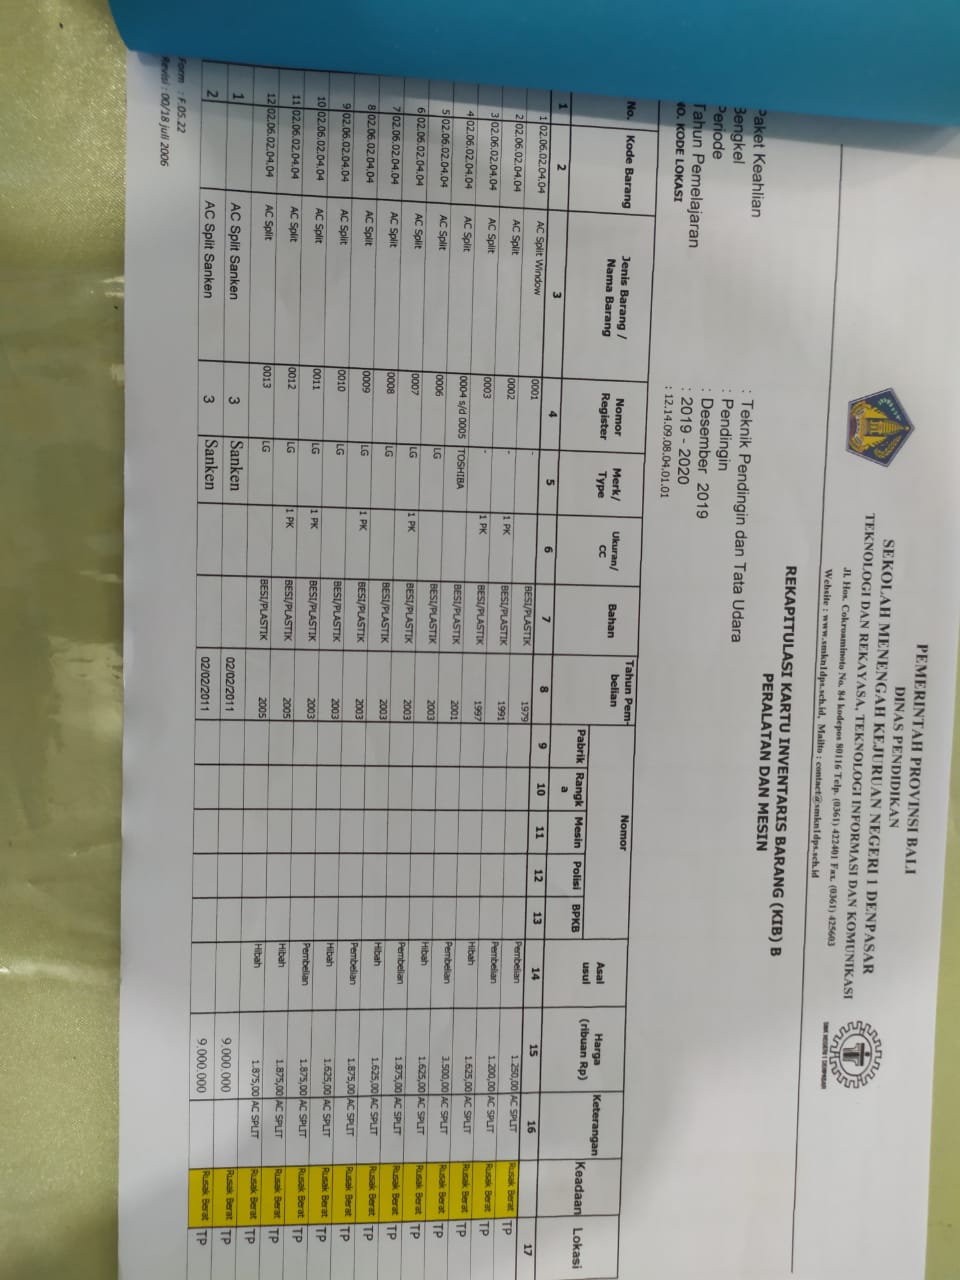 PEMERINTAH PROVINSI BALI
DINAS PENDIDIKAN
SEKOLAH MENENGAH KEJURUAN NEGERI 1 DENPASAR
TEKNOLOGI DAN REKAYASA, TEKNOLOGI INFORMASI DAN KOMUNIKASI
Jl. Hos. Cokroaminoto No. 84 kodepos 80116 Telp. (0361) 422401 Fax. (0361) 425603
Website : www.smkn1dps.sch.id, Mailto : contact@smkn1dps.sch.id
SMK NEGERI 1 DENPASAR
REKAPITULASI KARTU INVENTARIS BARANG (KIB) B
PERALATAN DAN MESIN
Paket Keahlian : Teknik Pendingin dan Tata Udara
Bengkel : Pendingin
Periode : Desember 2019
Tahun Pemelajaran : 2019 - 2020
NO. KODE LOKASI : 12.14.09.08.04.01.01
No. Kode Barang Jenis Barang / Nama Barang Nomor Register Merk/ Type Ukuran/ cc Bahan Tahun Pem-belian Nomor Pabrik Rangka Mesin Polisi BPKB Asal usul Harga (ribuan Rp) Keterangan Keadaan Lokasi
1 2 3 4 5 6 7 8 9 10 11 12 13 14 15 16 17
1 02.06.02.04.04 AC Split Window 0001 - BESI/PLASTIK 1979 Pembelian 1.250,00 AC SPLIT Rusak Berat TP
2 02.06.02.04.04 AC Split 0002 - 1 PK BESI/PLASTIK 1991 Pembelian 1.200,00 AC SPLIT Rusak Berat TP
3 02.06.02.04.04 AC Split 0003 - 1 PK BESI/PLASTIK 1997 Hibah 1.625,00 AC SPLIT Rusak Berat TP
4 02.06.02.04.04 AC Split 0004 s/d 0005 TOSHIBA BESI/PLASTIK 2001 Pembelian 3.500,00 AC SPLIT Rusak Berat TP
5 02.06.02.04.04 AC Split 0006 LG BESI/PLASTIK 2003 Hibah 1.625,00 AC SPLIT Rusak Berat TP
6 02.06.02.04.04 AC Split 0007 LG 1 PK BESI/PLASTIK 2003 Pembelian 1.875,00 AC SPLIT Rusak Berat TP
7 02.06.02.04.04 AC Split 0008 LG BESI/PLASTIK 2003 Hibah 1.625,00 AC SPLIT Rusak Berat TP
8 02.06.02.04.04 AC Split 0009 LG 1 PK BESI/PLASTIK 2003 Pembelian 1.875,00 AC SPLIT Rusak Berat TP
9 02.06.02.04.04 AC Split 0010 LG BESI/PLASTIK 2003 Hibah 1.625,00 AC SPLIT Rusak Berat TP
10 02.06.02.04.04 AC Split 0011 LG 1 PK BESI/PLASTIK 2003 Pembelian 1.875,00 AC SPLIT Rusak Berat TP
11 02.06.02.04.04 AC Split 0012 LG 1 PK BESI/PLASTIK 2005 Hibah 1.875,00 AC SPLIT Rusak Berat TP
12 02.06.02.04.04 AC Split 0013 LG BESI/PLASTIK 2005 Hibah 1.875,00 AC SPLIT Rusak Berat TP
1 AC Split Sanken 3 Sanken 02/02/2011 9.000.000 Rusak Berat TP
2 AC Split Sanken 3 Sanken 02/02/2011 9.000.000 Rusak Berat TP
Form : F.05.22
Revisi : 00/18 juli 2006